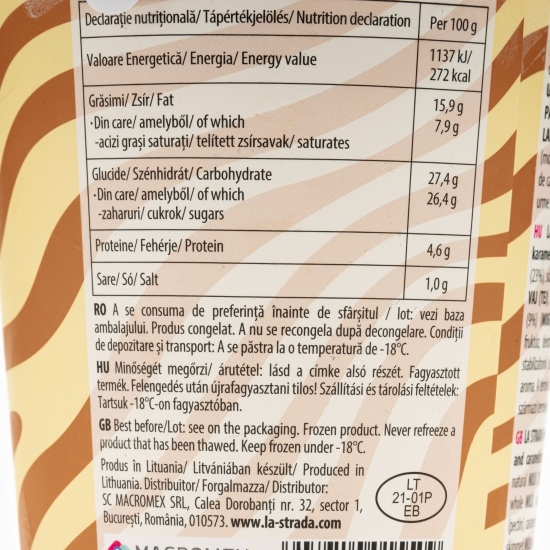 Declarație nutrițională/ Tápértékjelölés/ Nutrition declaration Per 100 g
Valoare Energetică/ Energia/ Energy value 1137 kJ/
272 kcal
Grăsimi/ Zsír/ Fat 15,9 g
·Din care/ amelyből/ of which 7,9 g
-acizi grași saturați/ telített zsírsavak/ saturates
Glucide/ Szénhidrát/ Carbohydrate 27,4 g
·Din care/ amelyből/ of which 26,4 g
-zaharuri/ cukrok/ sugars
Proteine/ Fehérje/ Protein 4,6 g
Sare/ Só/ Salt 1,0 g
RO A se consuma de preferință înainte de sfârșitul / lot: vezi baza
ambalajului. Produs congelat. A nu se recongela după decongelare. Condiții
de depozitare și transport: A se păstra la o temperatură de -18°C.
HU Minőségét megőrzi/ árutétel: lásd a címke alsó részét. Fagyasztott
termék. Felengedés után újrafagyasztani tilos! Szállítási és tárolási feltételek:
Tartsuk -18°C-on fagyasztóban.
GB Best before/Lot: see on the packaging. Frozen product. Never refreeze a
product that has been thawed. Keep frozen under -18°C.
Produs în Lituania/ Litvániában készült/ Produced in
Lithuania. Distribuitor/ Forgalmazza/ Distributor:
SC MACROMEX SRL, Calea Dorobanți nr. 32, sector 1,
București, România, 010573. www.la-strada.com
LT
21-01P
EB
HU
GB LA STRADA